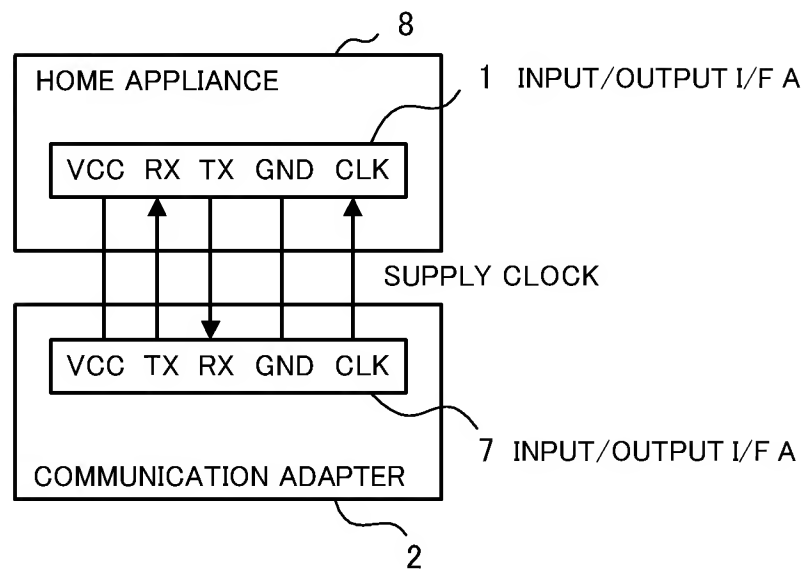 8
HOME APPLIANCE
1 INPUT/OUTPUT I/F A
VCC RX TX GND CLK
SUPPLY CLOCK
VCC TX RX GND CLK
7 INPUT/OUTPUT I/F A
COMMUNICATION ADAPTER
2